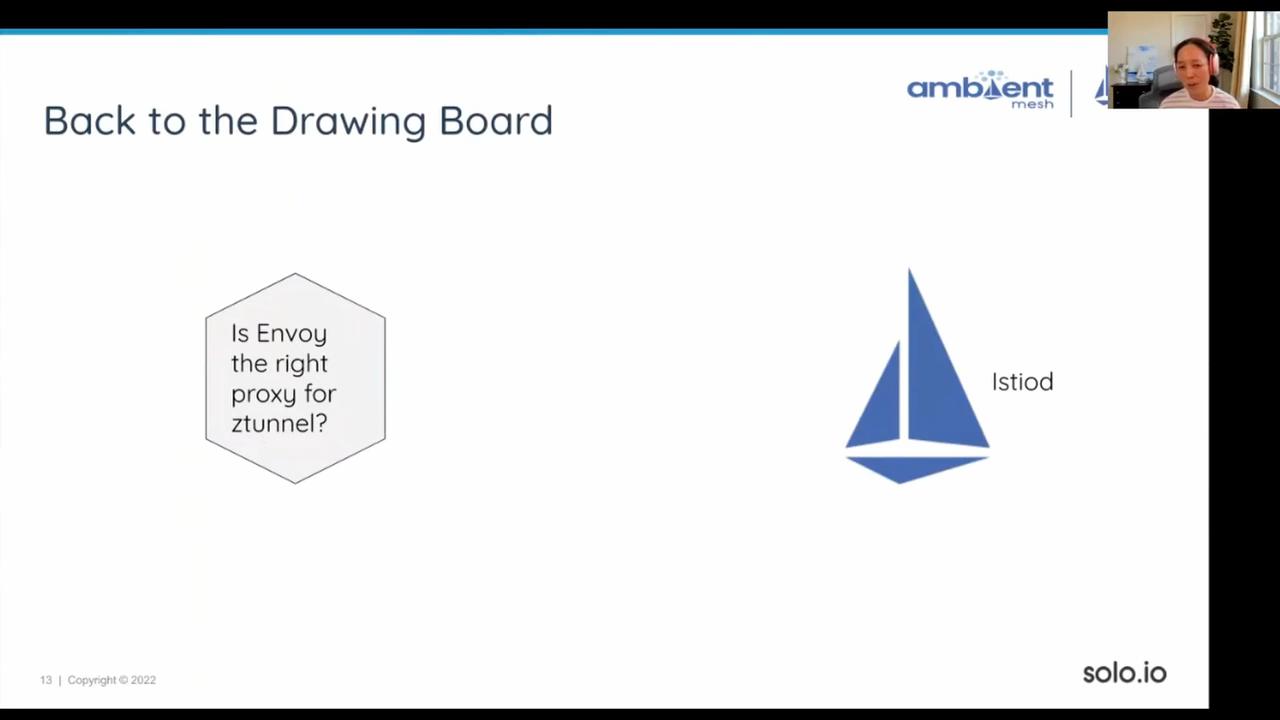 ambient
mesh
Back to the Drawing Board
Is Envoy
the right
proxy for
ztunnel?
Istiod
13 | Copyright © 2022
solo.io